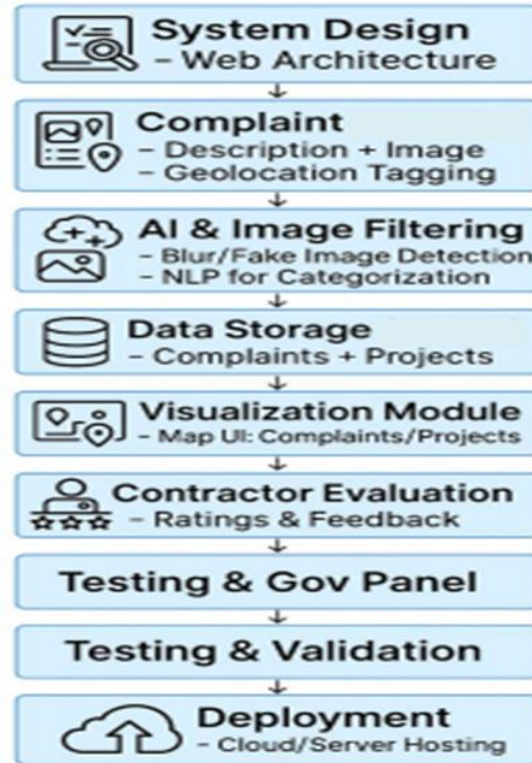 System Design
- Web Architecture
Complaint
- Description + Image
- Geolocation Tagging
AI & Image Filtering
- Blur/Fake Image Detection
- NLP for Categorization
Data Storage
- Complaints + Projects
Visualization Module
- Map UI: Complaints/Projects
Contractor Evaluation
- Ratings & Feedback
Testing & Gov Panel
Testing & Validation
Deployment
- Cloud/Server Hosting